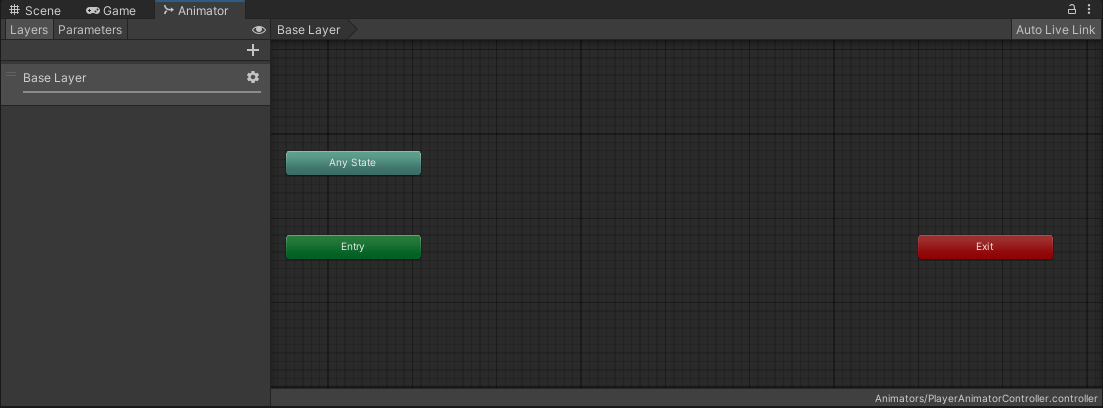 Scene Game Animator
Layers Parameters Base Layer Auto Live Link
Base Layer
Any State
Entry
Exit
Animators/PlayerAnimatorController.controller